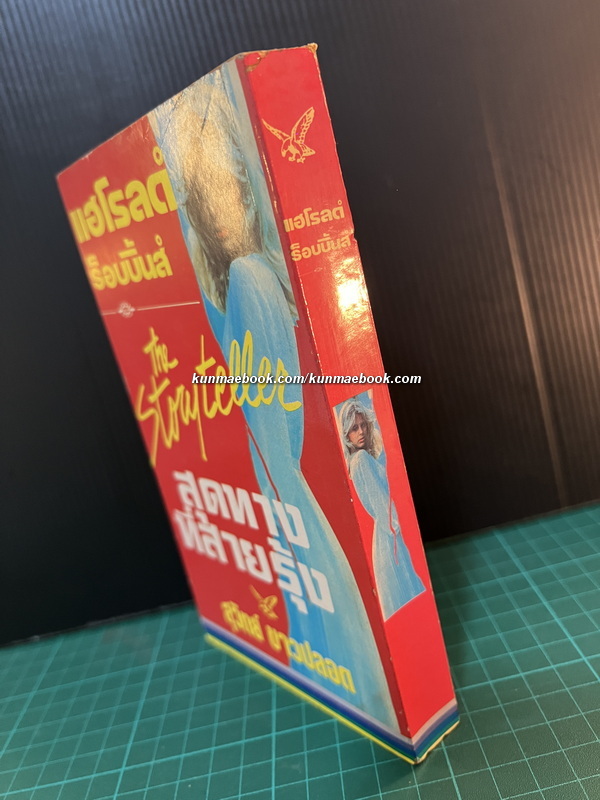 แฮโรลด์
ร็อบบิ้นส์
The
Storyteller
สุดทาง
ที่สายรุ้ง
สุวิทย์ ขาวปลอด
แฮโรลด์
ร็อบบิ้นส์
kunmaebook.com/kunmaebook.com